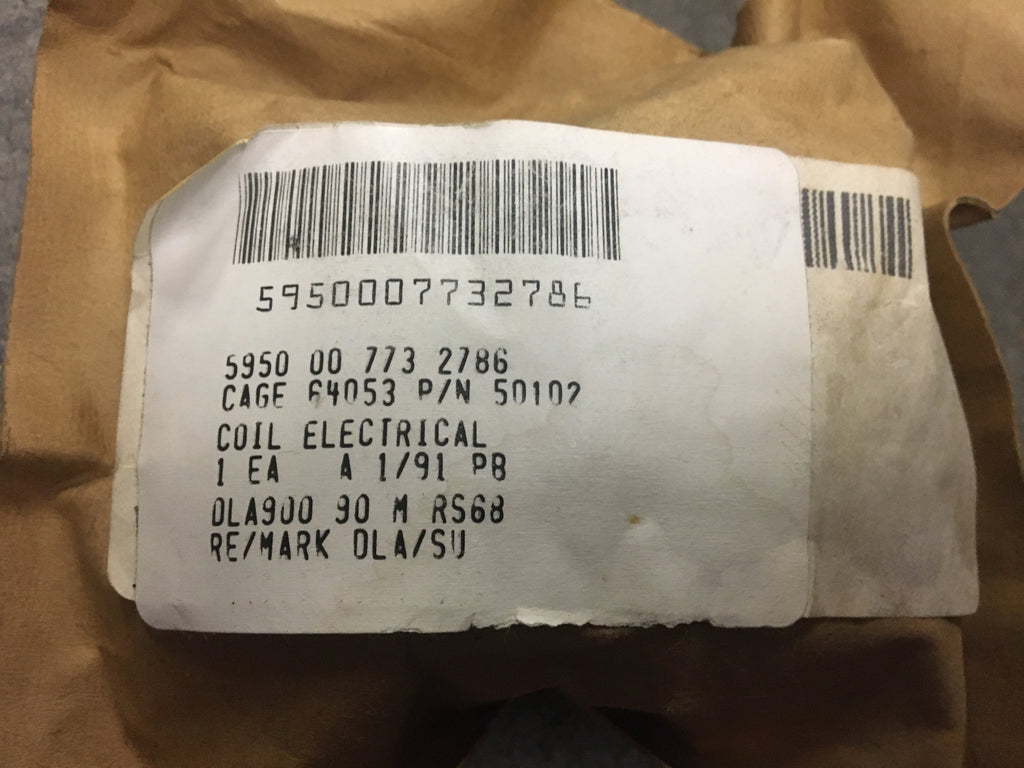 5950007732786
5950 00 773 2786
CAGE 64053 P/N 50102
COIL ELECTRICAL
1 EA A 1/91 PB
DLA900 90 M RS68
RE/MARK DLA/SU